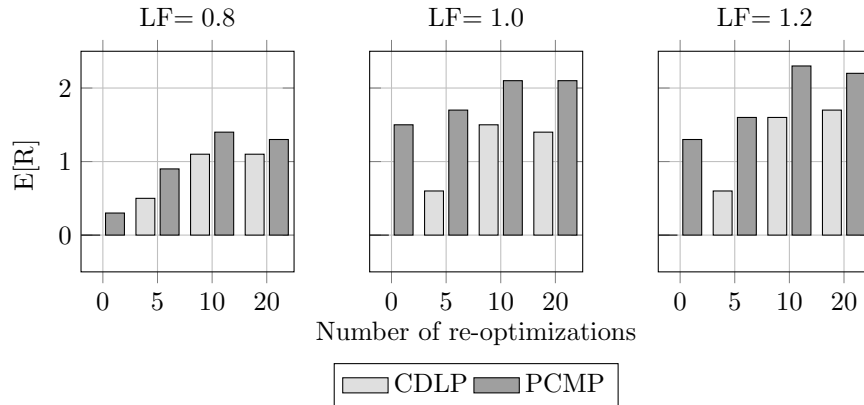 LF= 0.8 LF= 1.0 LF= 1.2
2
1
0
E[R]
0 5 10 20 0 5 10 20 0 5 10 20
Number of re-optimizations
CDLP PCMP